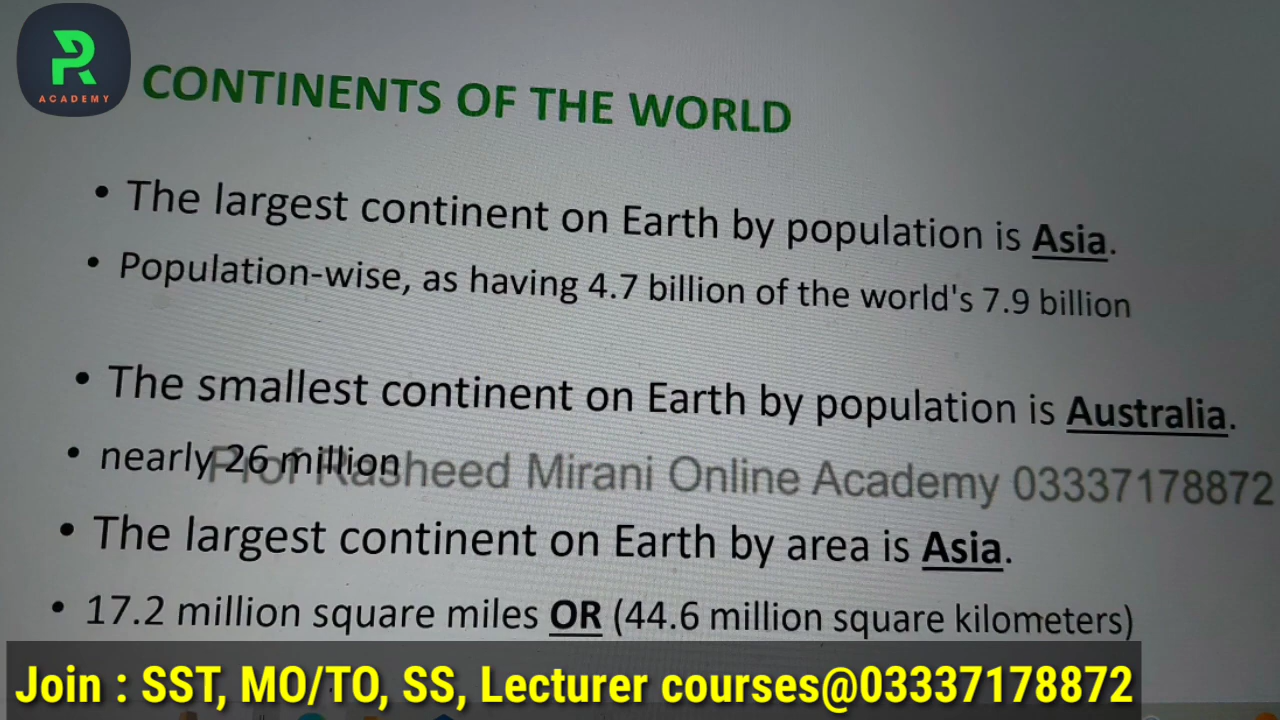 R
ACADEMY
CONTINENTS OF THE WORLD
• The largest continent on Earth by population is Asia.
• Population-wise, as having 4.7 billion of the world's 7.9 billion
• The smallest continent on Earth by population is Australia.
• nearly 26 million
Prof Rasheed Mirani Online Academy 03337178872
• The largest continent on Earth by area is Asia.
• 17.2 million square miles OR (44.6 million square kilometers)
Join : SST, MO/TO, SS, Lecturer courses@03337178872